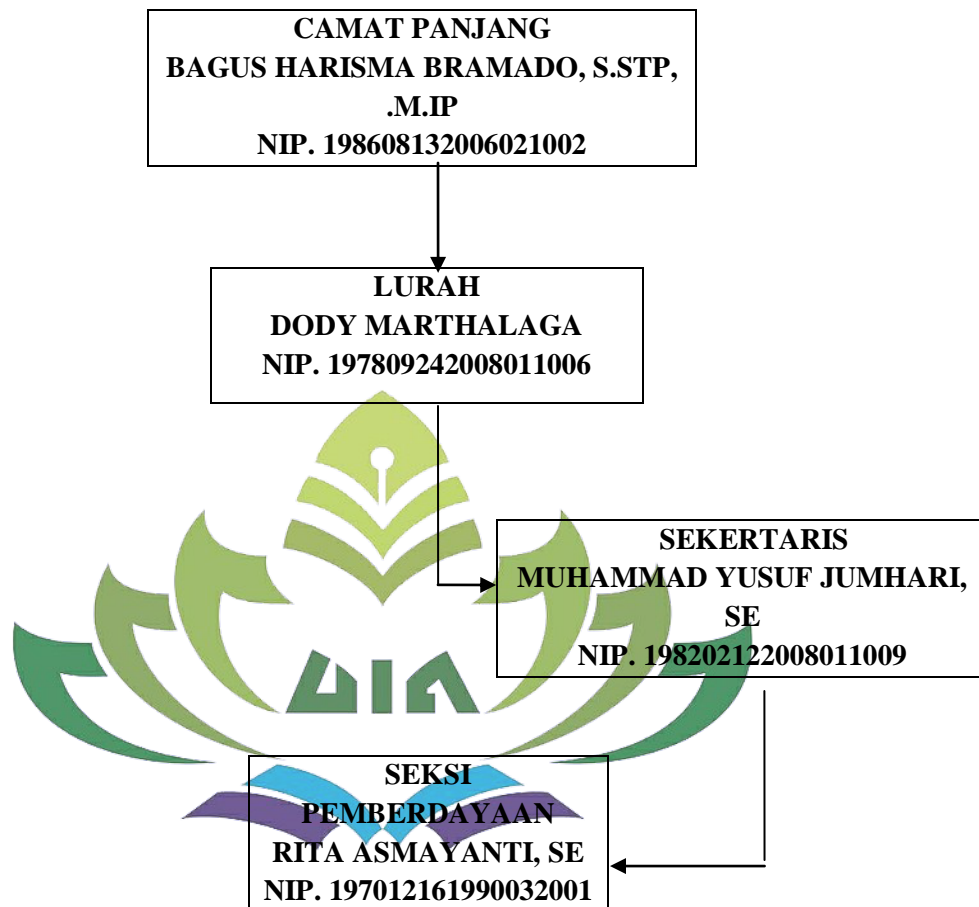 CAMAT PANJANG
BAGUS HARISMA BRAMADO, S.STP,
.M.IP
NIP. 198608132006021002
LURAH
DODY MARTHALAGA
NIP. 197809242008011006
SEKERTARIS
MUHAMMAD YUSUF JUMHARI,
SE
NIP. 198202122008011009
UIN
SEKSI
PEMBERDAYAAN
RITA ASMAYANTI, SE
NIP. 197012161990032001